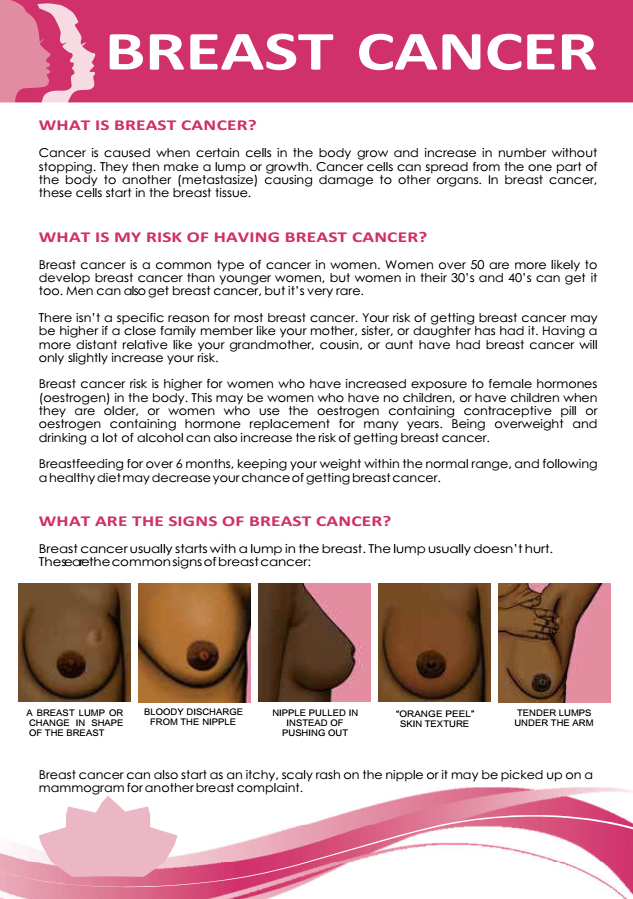 BREAST CANCER
WHAT IS BREAST CANCER?
Cancer is caused when certain cells in the body grow and increase in number without
stopping. They then make a lump or growth. Cancer cells can spread from the one part of
the body to another (metastasize) causing damage to other organs. In breast cancer,
these cells start in the breast tissue.
WHAT IS MY RISK OF HAVING BREAST CANCER?
Breast cancer is a common type of cancer in women. Women over 50 are more likely to
develop breast cancer than younger women, but women in their 30's and 40's can get it
too. Men can also get breast cancer, but it's very rare.
There isn't a specific reason for most breast cancer. Your risk of getting breast cancer may
be higher if a close family member like your mother, sister, or daughter has had it. Having a
more distant relative like your grandmother, cousin, or aunt have had breast cancer will
only slightly increase your risk.
Breast cancer risk is higher for women who have increased exposure to female hormones
(oestrogen) in the body. This may be women who have no children, or have children when
they are older, or women who use the oestrogen containing contraceptive pill or
oestrogen containing hormone replacement for many years. Being overweight and
drinking a lot of alcohol can also increase the risk of getting breast cancer.
Breastfeeding for over 6 months, keeping your weight within the normal range, and following
a healthy diet may decrease your chance of getting breast cancer.
WHAT ARE THE SIGNS OF BREAST CANCER?
Breast cancer usually starts with a lump in the breast. The lump usually doesn't hurt.
These are the common signs of breast cancer:
A BREAST LUMP OR
CHANGE IN SHAPE
OF THE BREAST
BLOODY DISCHARGE
FROM THE NIPPLE
NIPPLE PULLED IN
INSTEAD OF
PUSHING OUT
"ORANGE PEEL"
SKIN TEXTURE
TENDER LUMPS
UNDER THE ARM
Breast cancer can also start as an itchy, scaly rash on the nipple or it may be picked up on a
mammogram for another breast complaint.